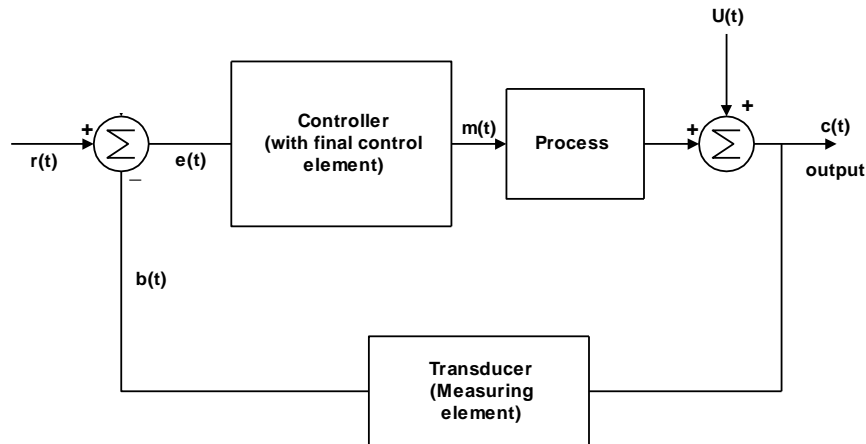 U(t)
+
Controller
(with final control
element)
m(t)
Process
+
Σ
c(t)
output
+
Σ
r(t)
e(t)
−
b(t)
Transducer
(Measuring
element)